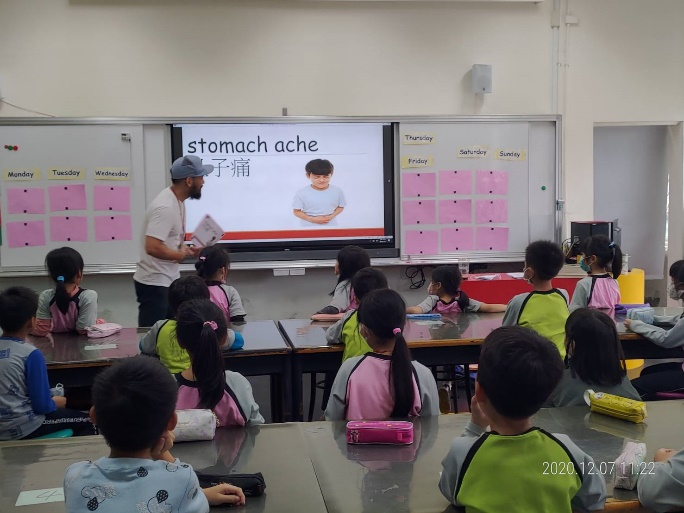 stomach ache
子痛
Monday
Tuesday
Wednesday
Thursday
Friday
Saturday
Sunday
2020.12.07 11:22